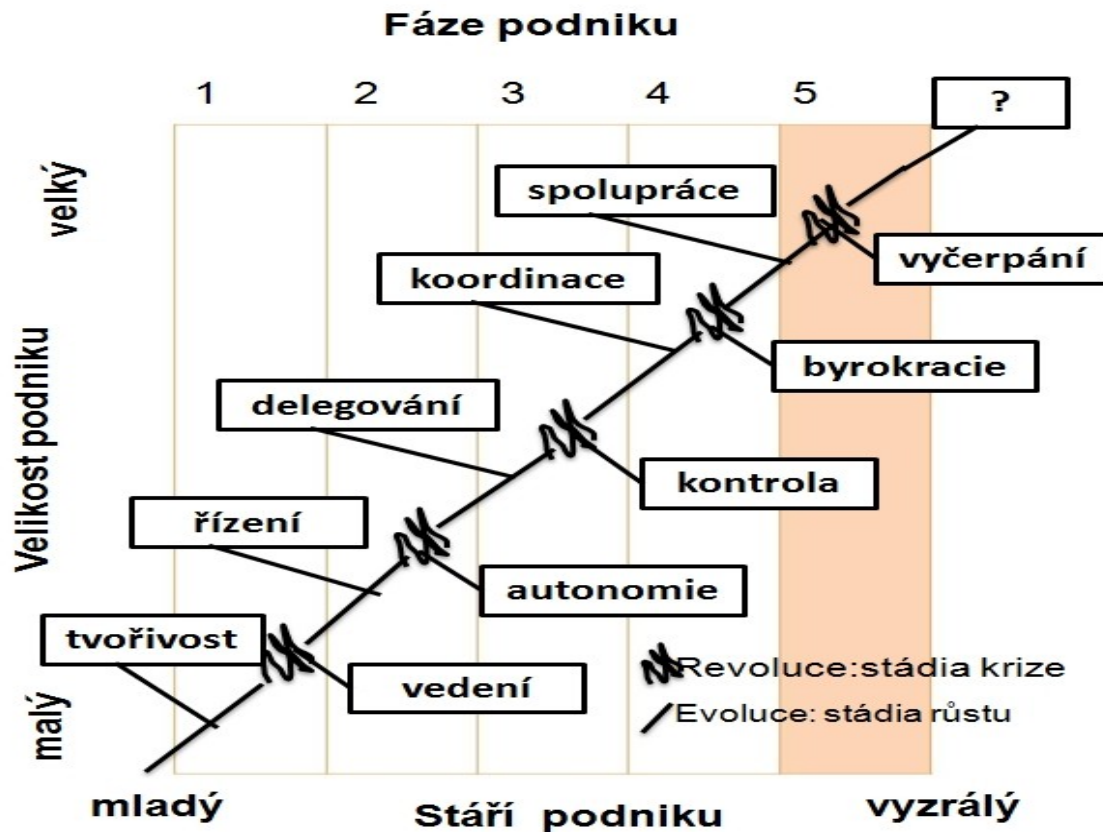 Fáze podniku
1 2 3 4 5
?
velký
spolupráce
vyčerpání
koordinace
byrokracie
Velikost podniku
delegování
kontrola
řízení
autonomie
tvořivost
vedení
Revoluce:stádia krize
Evoluce: stádia růstu
malý
mladý
Stáří podniku
vyzrálý